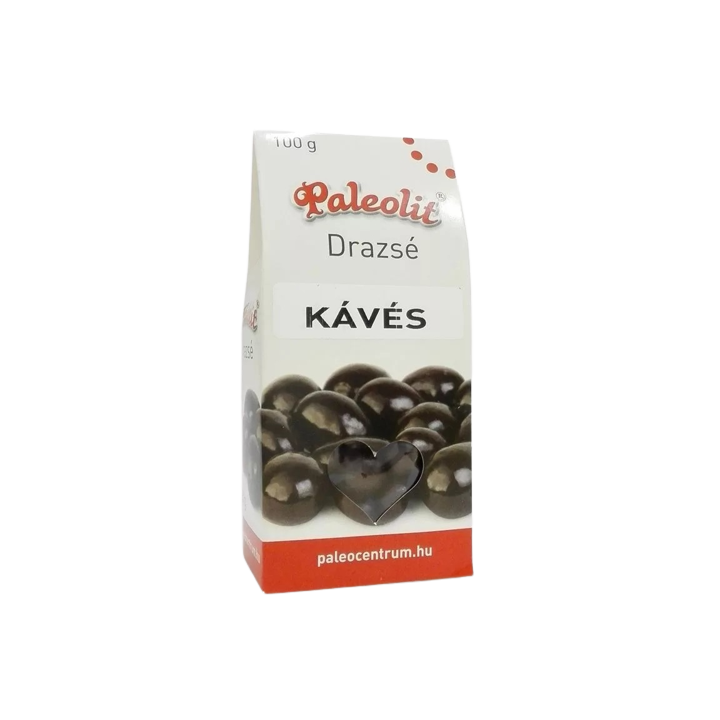 100 g
Paleolit®
Drazsé
KÁVÉS
paleocentrum.hu